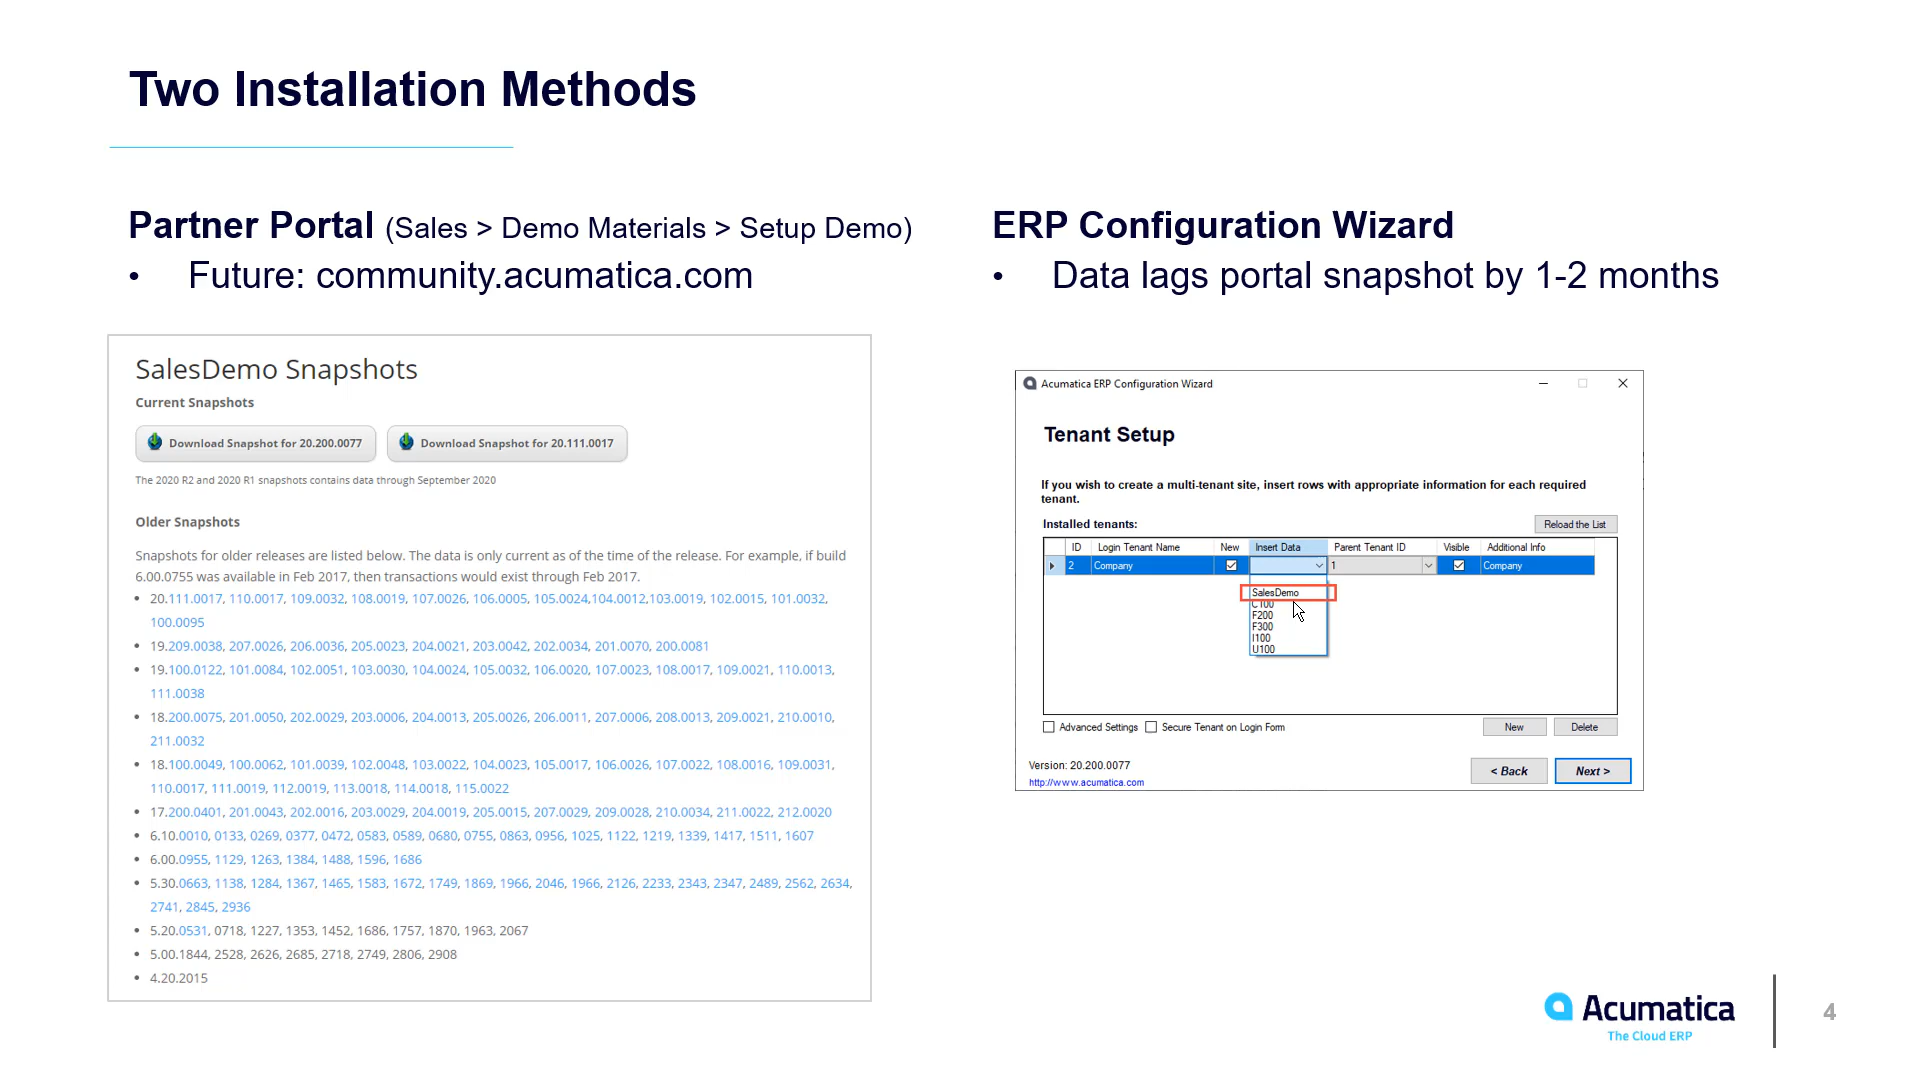 Two Installation Methods
Partner Portal (Sales > Demo Materials > Setup Demo)
• Future: community.acumatica.com
SalesDemo Snapshots
Current Snapshots
Download Snapshot for 20.200.0077
Download Snapshot for 20.111.0017
The 2020 R2 and 2020 R1 snapshots contains data through September 2020
Older Snapshots
Snapshots for older releases are listed below. The data is only current as of the time of the release. For example, if build
6.00.0755 was available in Feb 2017, then transactions would exist through Feb 2017.
• 20.111.0017, 110.0017, 109.0032, 108.0019, 107.0026, 106.0005, 105.0024,104.0012,103.0019, 102.0015, 101.0032,
100.0095
• 19.209.0038, 207.0026, 206.0036, 205.0023, 204.0021, 203.0042, 202.0034, 201.0070, 200.0081
• 19.100.0122, 101.0084, 102.0051, 103.0030, 104.0024, 105.0032, 106.0020, 107.0023, 108.0017, 109.0021, 110.0013,
111.0038
• 18.200.0075, 201.0050, 202.0029, 203.0006, 204.0013, 205.0026, 206.0011, 207.0006, 208.0013, 209.0021, 210.0010,
211.0032
• 18.100.0049, 100.0062, 101.0039, 102.0048, 103.0022, 104.0023, 105.0017, 106.0026, 107.0022, 108.0016, 109.0031,
110.0017, 111.0019, 112.0019, 113.0018, 114.0018, 115.0022
• 17.200.0401, 201.0043, 202.0016, 203.0029, 204.0019, 205.0015, 207.0029, 209.0028, 210.0034, 211.0022, 212.0020
• 6.10.0010, 0133, 0269, 0377, 0472, 0583, 0589, 0680, 0755, 0863, 0956, 1025, 1122, 1219, 1339, 1417, 1511, 1607
• 6.00.0955, 1129, 1263, 1384, 1488, 1596, 1686
• 5.30.0663, 1138, 1284, 1367, 1465, 1583, 1672, 1749, 1869, 1966, 2046, 1966, 2126, 2233, 2343, 2347, 2489, 2562, 2634,
2741, 2845, 2936
• 5.20.0531, 0718, 1227, 1353, 1452, 1686, 1757, 1870, 1963, 2067
• 5.00.1844, 2528, 2626, 2685, 2718, 2749, 2806, 2908
• 4.20.2015
ERP Configuration Wizard
• Data lags portal snapshot by 1-2 months
Acumatica ERP Configuration Wizard
Tenant Setup
If you wish to create a multi-tenant site, insert rows with appropriate information for each required
tenant.
Installed tenants:
Reload the List
ID Login Tenant Name New Insert Data Parent Tenant ID Visible Additional Info
2 Company 1 Company
SalesDemo
C100
F200
F300
I100
U100
Advanced Settings Secure Tenant on Login Form
New Delete
Version: 20.200.0077
http://www.acumatica.com
< Back Next >
Acumatica
The Cloud ERP
4